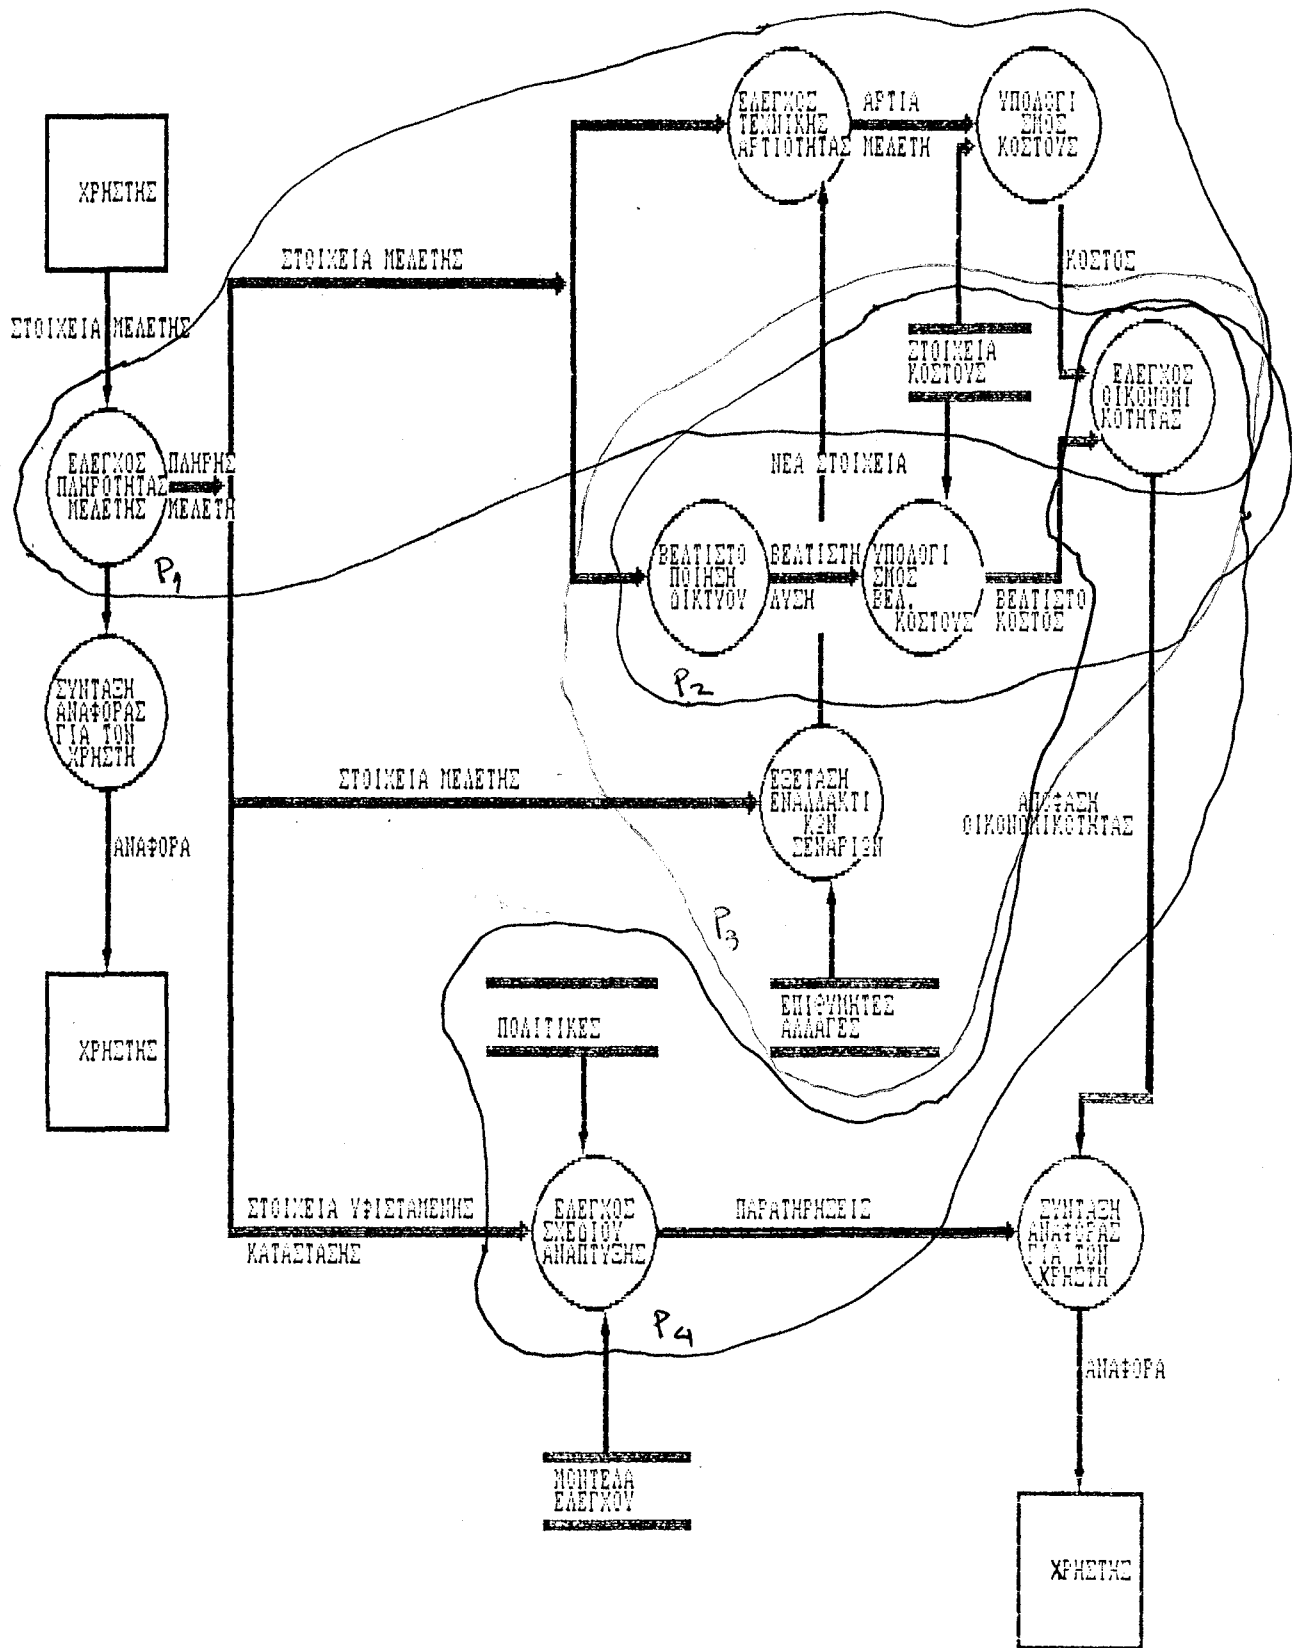 ΕΛΕΓΧΟΣ
ΤΕΧΝΙΚΗΣ
ΑΡΤΙΟΤΗΤΑΣ
ΑΡΤΙΑ
ΜΕΛΕΤΗ
ΥΠΟΛΟΓΙ
ΣΜΟΣ
ΚΟΣΤΟΥΣ
ΧΡΗΣΤΗΣ
ΣΤΟΙΧΕΙΑ ΜΕΛΕΤΗΣ
ΚΟΣΤΟΣ
ΣΤΟΙΧΕΙΑ ΜΕΛΕΤΗΣ
ΣΤΟΙΧΕΙΑ
ΚΟΣΤΟΥΣ
ΕΛΕΓΧΟΣ
ΟΙΚΟΝΟΜΙ
ΚΟΤΗΤΑΣ
ΕΛΕΓΧΟΣ
ΠΛΗΡΟΤΗΤΑΣ
ΜΕΛΕΤΗΣ
ΠΛΗΡΗΣ
ΜΕΛΕΤΗ
ΝΕΑ ΣΤΟΙΧΕΙΑ
P1
ΒΕΛΤΙΣΤΟ
ΠΟΙΗΣΗ
ΔΙΚΤΥΟΥ
ΒΕΛΤΙΣΤΗ
ΛΥΣΗ
ΥΠΟΛΟΓΙ
ΣΜΟΣ
ΒΕΛ.
ΚΟΣΤΟΥΣ
ΒΕΛΤΙΣΤΟ
ΚΟΣΤΟΣ
P2
ΣΥΝΤΑΞΗ
ΑΝΑΦΟΡΑΣ
ΓΙΑ ΤΟΝ
ΧΡΗΣΤΗ
ΣΤΟΙΧΕΙΑ ΜΕΛΕΤΗΣ
ΕΞΕΤΑΣΗ
ΕΝΑΛΛΑΚΤΙ
ΚΩΝ
ΣΕΝΑΡΙΩΝ
ΑΠΟΦΑΣΗ
ΟΙΚΟΝΟΜΙΚΟΤΗΤΑΣ
ΑΝΑΦΟΡΑ
P3
ΠΟΛΙΤΙΚΕΣ
ΕΠΙΘΥΜΗΤΕΣ
ΑΛΛΑΓΕΣ
ΧΡΗΣΤΗΣ
ΣΤΟΙΧΕΙΑ ΥΦΙΣΤΑΜΕΝΗΣ
ΚΑΤΑΣΤΑΣΗΣ
ΕΛΕΓΧΟΣ
ΣΧΕΔΙΟΥ
ΑΝΑΠΤΥΞΗΣ
ΠΑΡΑΤΗΡΗΣΕΙΣ
ΣΥΝΤΑΞΗ
ΑΝΑΦΟΡΑΣ
ΓΙΑ ΤΟΝ
ΧΡΗΣΤΗ
P4
ΑΝΑΦΟΡΑ
ΜΟΝΤΕΛΑ
ΕΛΕΓΧΟΥ
ΧΡΗΣΤΗΣ